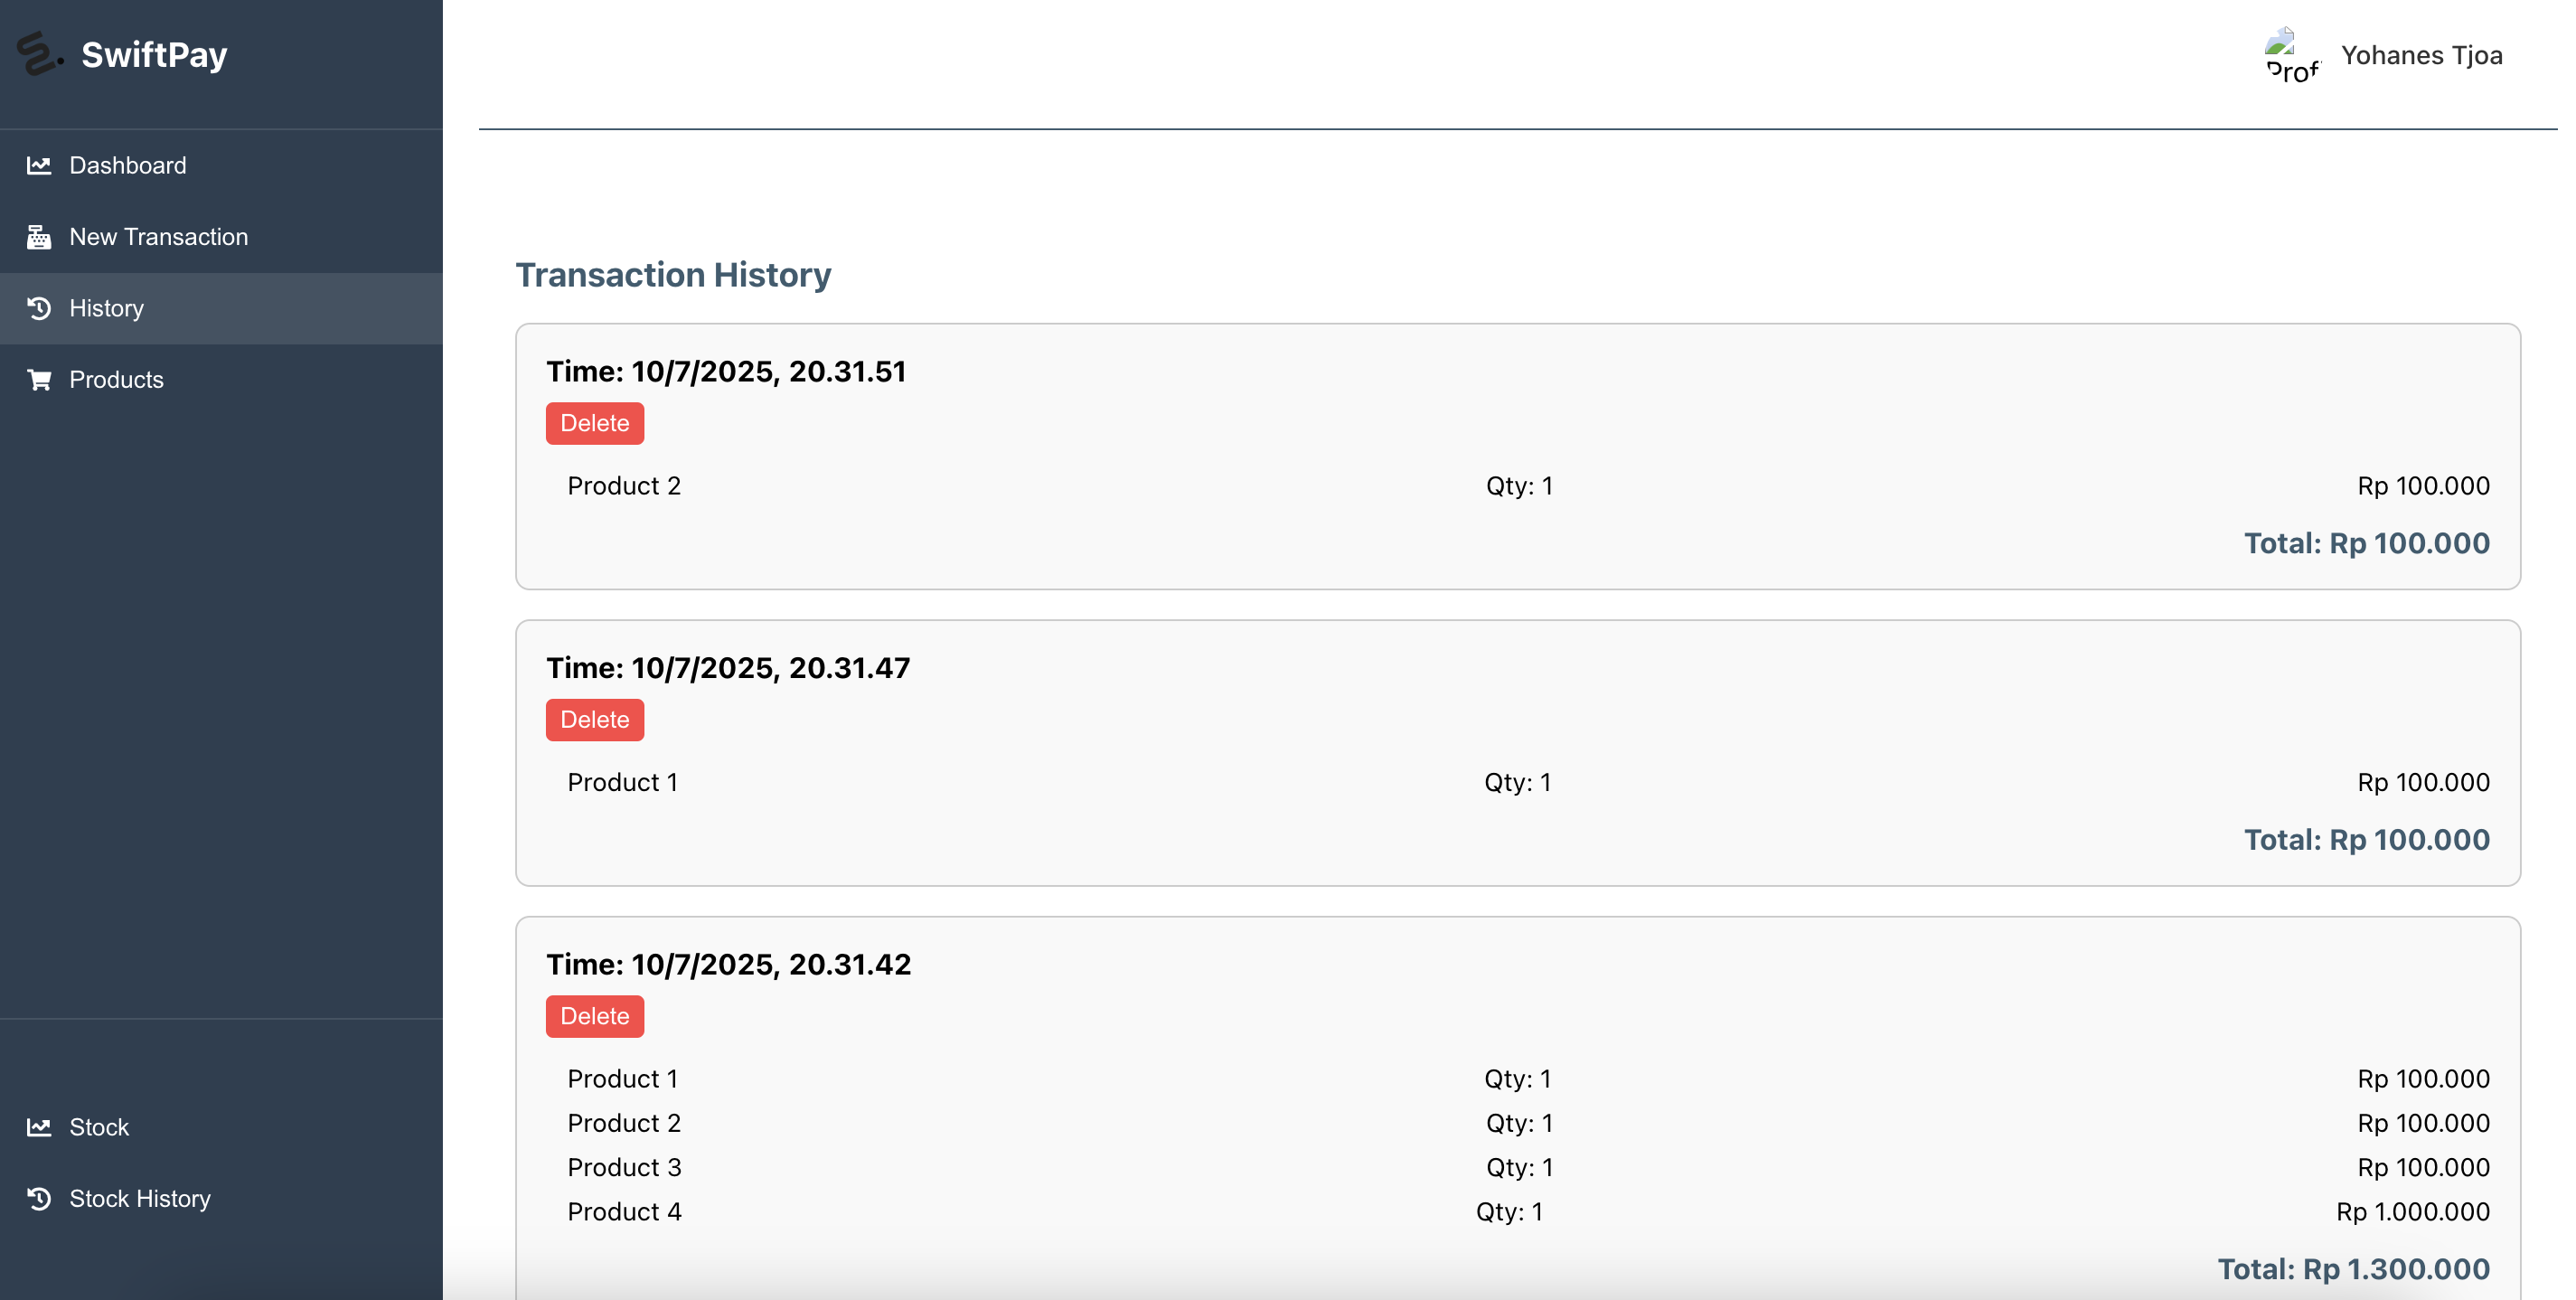 SwiftPay
Prof
Yohanes Tjoa
Dashboard
New Transaction
History
Products
Stock
Stock History
Transaction History
Time: 10/7/2025, 20.31.51
Delete
Product 2 Qty: 1 Rp 100.000
Total: Rp 100.000
Time: 10/7/2025, 20.31.47
Delete
Product 1 Qty: 1 Rp 100.000
Total: Rp 100.000
Time: 10/7/2025, 20.31.42
Delete
Product 1 Qty: 1 Rp 100.000
Product 2 Qty: 1 Rp 100.000
Product 3 Qty: 1 Rp 100.000
Product 4 Qty: 1 Rp 1.000.000
Total: Rp 1.300.000